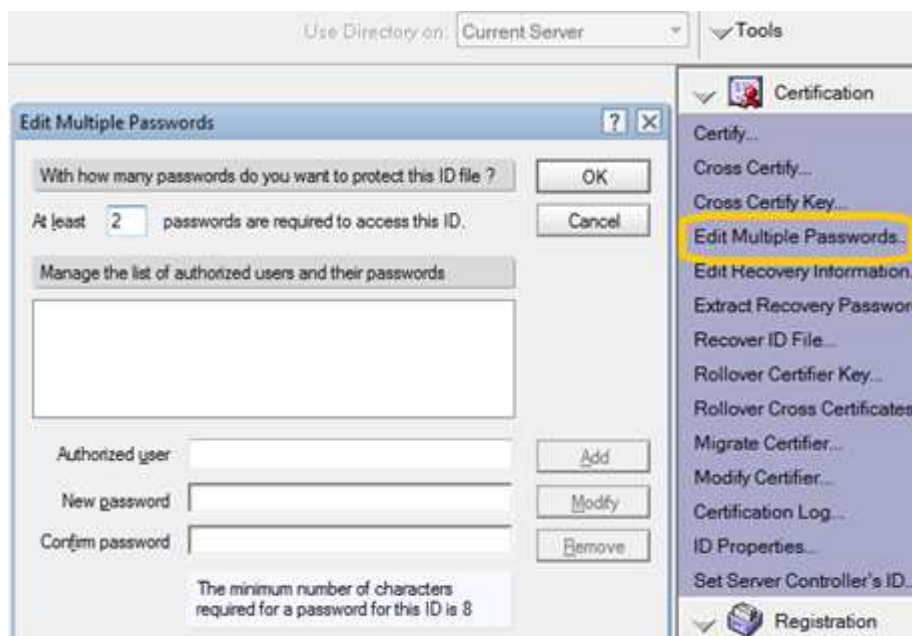 Use Directory on: Current Server
Tools
Edit Multiple Passwords
With how many passwords do you want to protect this ID file ?
OK
At least 2 passwords are required to access this ID.
Cancel
Manage the list of authorized users and their passwords
Authorized user
Add
New password
Modify
Confirm password
Remove
The minimum number of characters
required for a password for this ID is 8
Certification
Certify...
Cross Certify...
Cross Certify Key...
Edit Multiple Passwords..
Edit Recovery Information.
Extract Recovery Passwor
Recover ID File...
Rollover Certifier Key...
Rollover Cross Certificates
Migrate Certifier...
Modify Certifier...
Certification Log...
ID Properties...
Set Server Controller's ID..
Registration